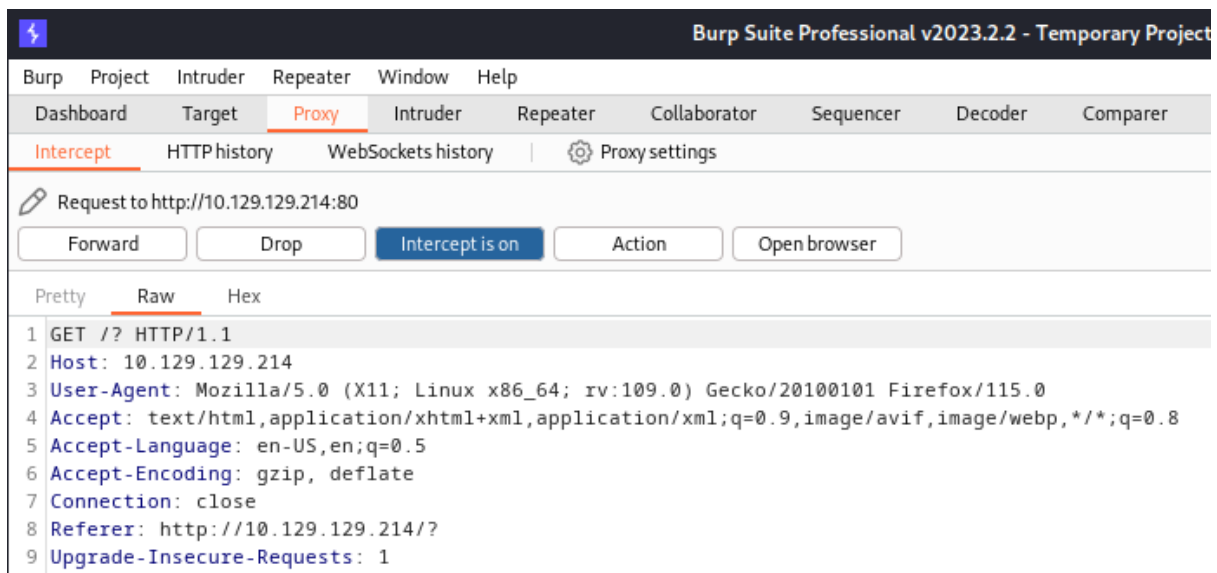 Burp Suite Professional v2023.2.2 - Temporary Project
Burp Project Intruder Repeater Window Help
Dashboard Target Proxy Intruder Repeater Collaborator Sequencer Decoder Comparer
Intercept HTTP history WebSockets history Proxy settings
Request to http://10.129.129.214:80
Forward Drop Intercept is on Action Open browser
Pretty Raw Hex
1 GET /? HTTP/1.1
2 Host: 10.129.129.214
3 User-Agent: Mozilla/5.0 (X11; Linux x86_64; rv:109.0) Gecko/20100101 Firefox/115.0
4 Accept: text/html,application/xhtml+xml,application/xml;q=0.9,image/avif,image/webp,*/*;q=0.8
5 Accept-Language: en-US,en;q=0.5
6 Accept-Encoding: gzip, deflate
7 Connection: close
8 Referer: http://10.129.129.214/?
9 Upgrade-Insecure-Requests: 1